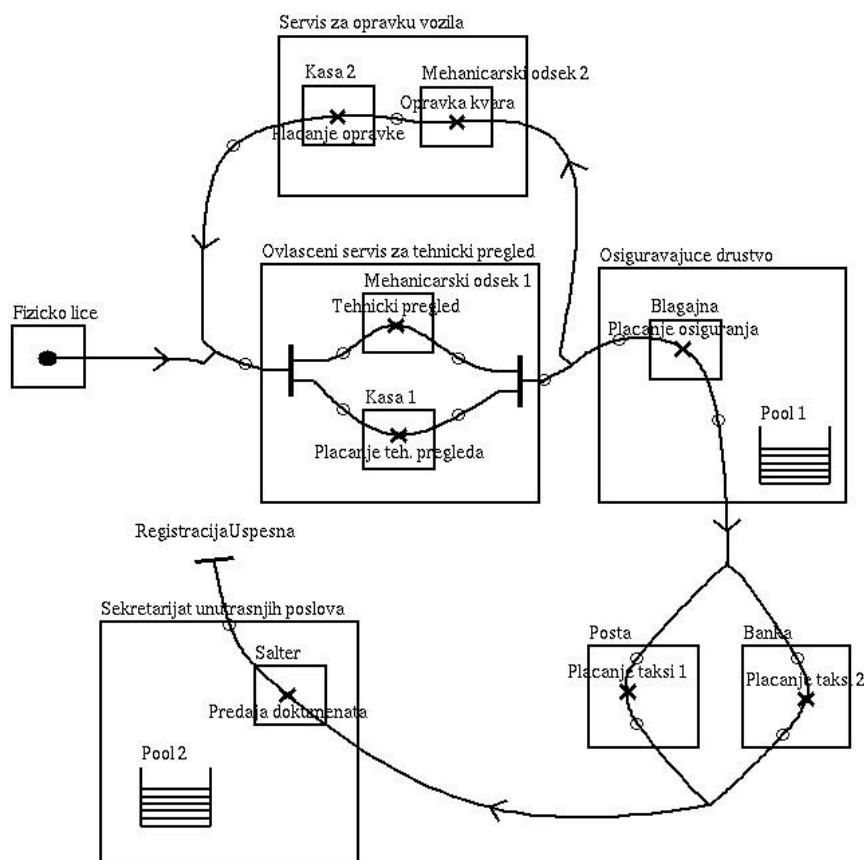 Servis za opravku vozila
Kasa 2
Mehanicarski odsek 2
Opravka kvara
Placanje opravke
Ovlasceni servis za tehnicki pregled
Osiguravajuce drustvo
Mehanicarski odsek 1
Tehnicki pregled
Fizicko lice
Blagajna
Placanje osiguranja
Kasa 1
Placanje teh. pregleda
Pool 1
RegistracijaUspesna
Sekretarijat unutrasnjih poslova
Posta
Banka
Salter
Placanje taksi 1
Placanje taksi 2
Predaja dokumenata
Pool 2